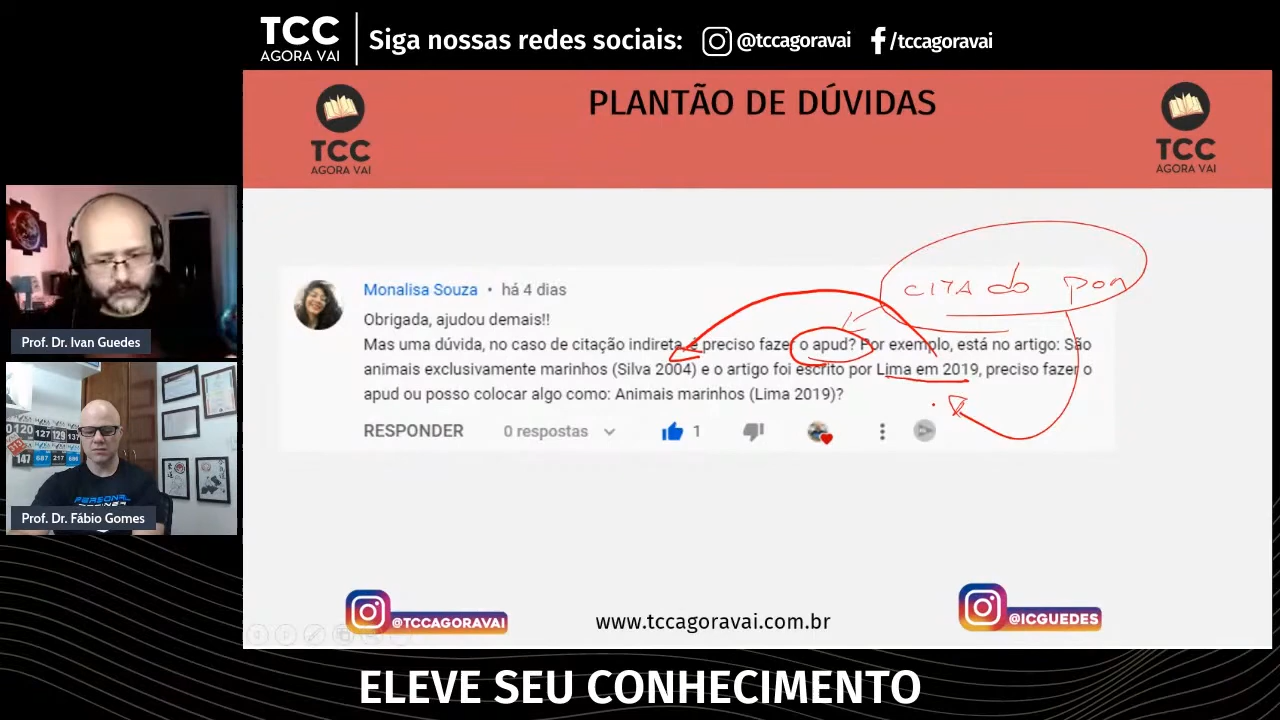 TCC
AGORA VAI
Siga nossas redes sociais: @tccagoravai /tccagoravai
TCC
AGORA VAI
PLANTÃO DE DÚVIDAS
TCC
AGORA VAI
Prof. Dr. Ivan Guedes
Prof. Dr. Fábio Gomes
CITADO POR
Monalisa Souza • há 4 dias
Obrigada, ajudou demais!!
Mas uma dúvida, no caso de citação indireta, é preciso fazer o apud? Por exemplo, está no artigo: São
animais exclusivamente marinhos (Silva 2004) e o artigo foi escrito por Lima em 2019, preciso fazer o
apud ou posso colocar algo como: Animais marinhos (Lima 2019)?
RESPONDER 0 respostas 1
@TCCAGORAVAI
www.tccagoravai.com.br
@ICGUEDES
ELEVE SEU CONHECIMENTO